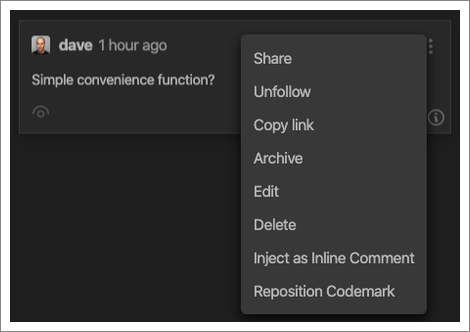 dave 1 hour ago
Simple convenience function?
Share
Unfollow
Copy link
Archive
Edit
Delete
Inject as Inline Comment
Reposition Codemark